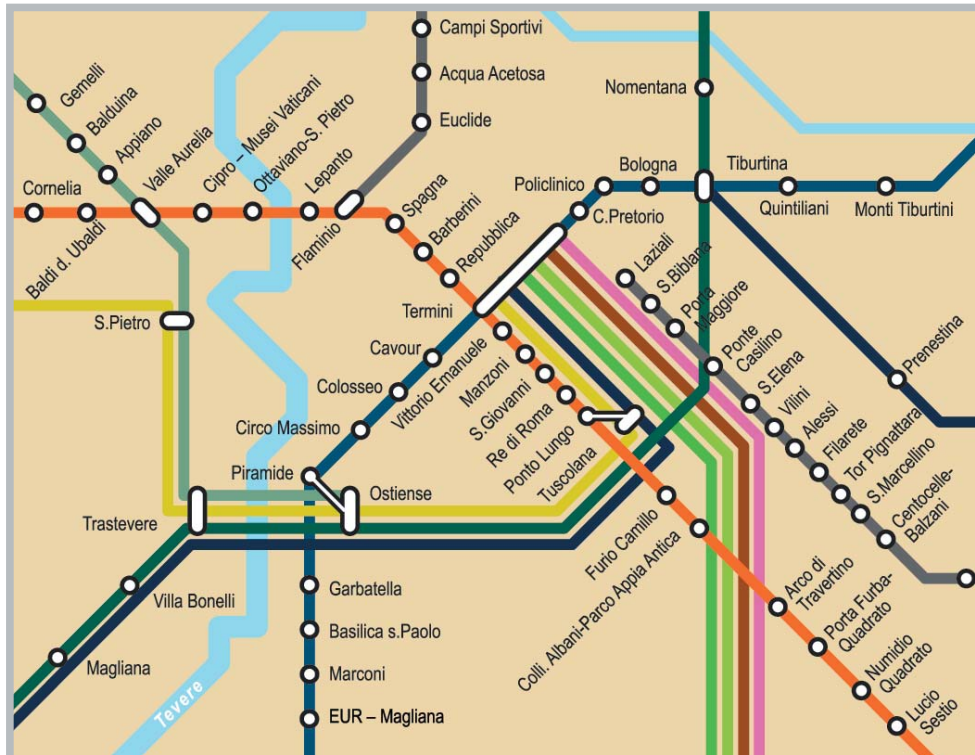 Campi Sportivi
Acqua Acetosa
Euclide
Nomentana
Gemelli
Balduina
Appiano
Valle Aurelia
Cipro – Musei Vaticani
Ottaviano-S. Pietro
Lepanto
Cornelia
Baldi d. Ubaldi
Flaminio
Spagna
Barberini
Repubblica
Policlinico
Bologna
Tiburtina
C.Pretorio
Quintiliani
Monti Tiburtini
Laziali
S.Biblana
Porta
Maggiore
Ponte
Casilino
S.Elena
Vilini
Alessi
Filarete
Tor Pignattara
S.Marcellino
Centocelle-
Balzani
Prenestina
S.Pietro
Termini
Cavour
Colosseo
Circo Massimo
Piramide
Vittorio Emanuele
Manzoni
S.Giovanni
Re di Roma
Ponto Lungo
Tuscolana
Trastevere
Ostiense
Furio Camillo
Colli. Albani-Parco Appia Antica
Arco di
Travertino
Porta Furba-
Quadrato
Numidio
Quadrato
Lucio
Sestio
Villa Bonelli
Magliana
Garbatella
Basilica s.Paolo
Marconi
EUR – Magliana
Tevere